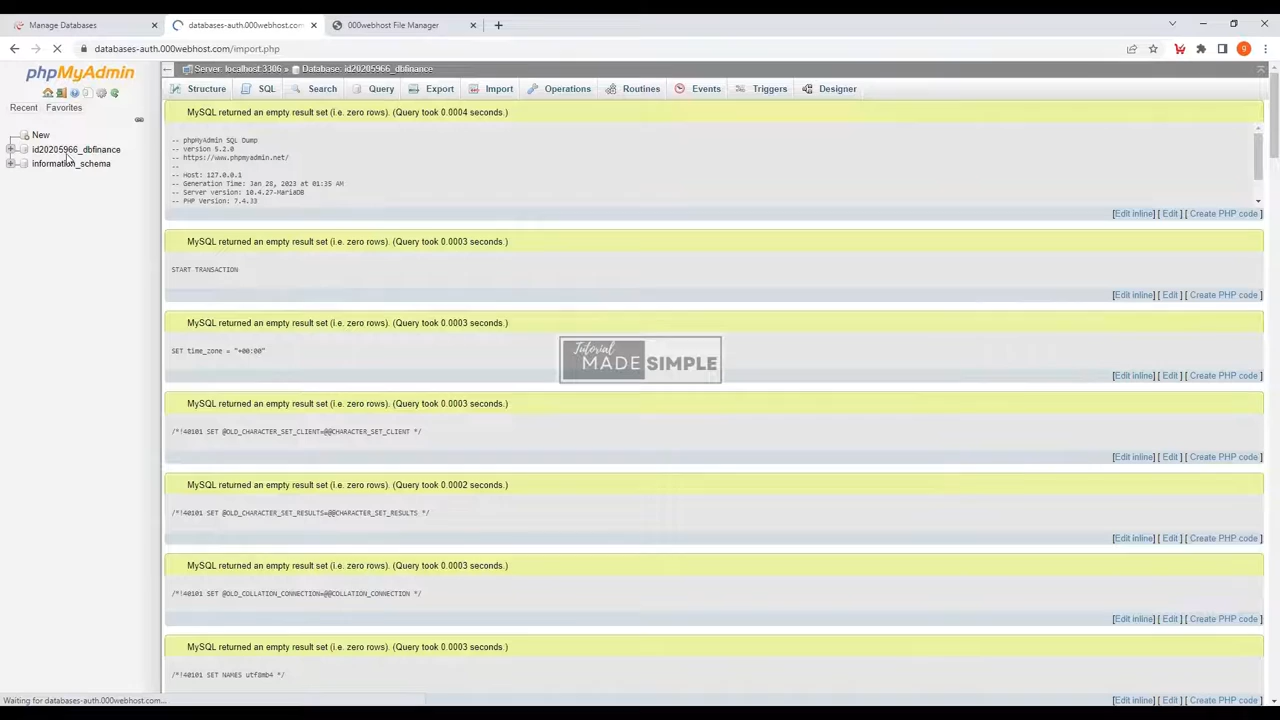 Manage Databases
databases-auth.000webhost.com
000webhost File Manager
databases-auth.000webhost.com/import.php
9
phpMyAdmin
Recent Favorites
New
id20205966_dbfinance
information_schema
Server: localhost:3306 » Database: id20205966_dbfinance
Structure SQL Search Query Export Import Operations Routines Events Triggers Designer
MySQL returned an empty result set (i.e. zero rows). (Query took 0.0004 seconds.)
-- phpMyAdmin SQL Dump
-- version 5.2.0
-- https://www.phpmyadmin.net/
--
-- Host: 127.0.0.1
-- Generation Time: Jan 28, 2023 at 01:35 AM
-- Server version: 10.4.27-MariaDB
-- PHP Version: 7.4.33
[Edit inline] [ Edit ] [ Create PHP code ]
MySQL returned an empty result set (i.e. zero rows). (Query took 0.0003 seconds.)
START TRANSACTION
[Edit inline] [ Edit ] [ Create PHP code ]
MySQL returned an empty result set (i.e. zero rows). (Query took 0.0003 seconds.)
SET time_zone = "+00:00"
Tutorial
MADE SIMPLE
[Edit inline] [ Edit ] [ Create PHP code ]
MySQL returned an empty result set (i.e. zero rows). (Query took 0.0003 seconds.)
/*!40101 SET @OLD_CHARACTER_SET_CLIENT=@@CHARACTER_SET_CLIENT */
[Edit inline] [ Edit ] [ Create PHP code ]
MySQL returned an empty result set (i.e. zero rows). (Query took 0.0002 seconds.)
/*!40101 SET @OLD_CHARACTER_SET_RESULTS=@@CHARACTER_SET_RESULTS */
[Edit inline] [ Edit ] [ Create PHP code ]
MySQL returned an empty result set (i.e. zero rows). (Query took 0.0003 seconds.)
/*!40101 SET @OLD_COLLATION_CONNECTION=@@COLLATION_CONNECTION */
[Edit inline] [ Edit ] [ Create PHP code ]
MySQL returned an empty result set (i.e. zero rows). (Query took 0.0003 seconds.)
/*!40101 SET NAMES utf8mb4 */
[Edit inline] [ Edit ] [ Create PHP code ]
Waiting for databases-auth.000webhost.com...